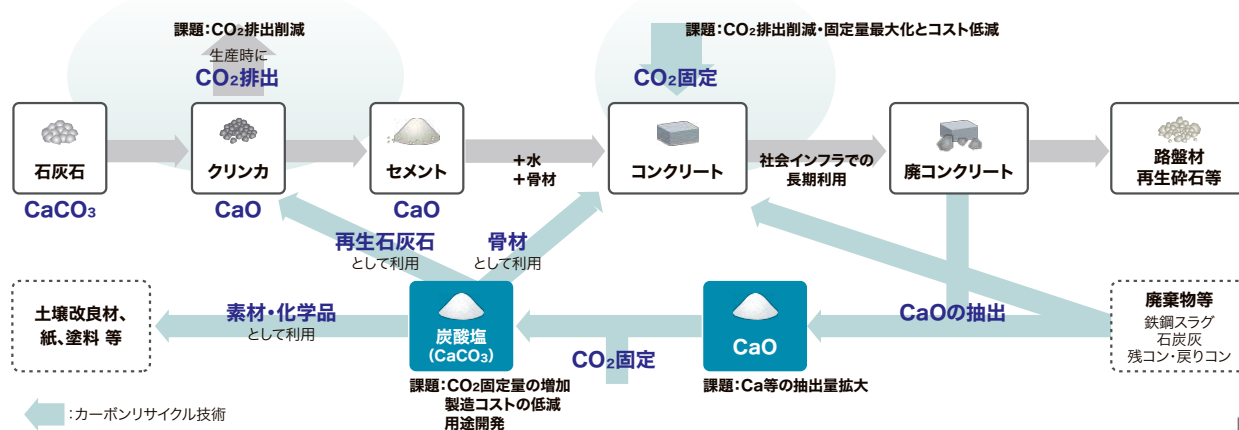 課題:CO2排出削減
生産時に
CO2排出
課題:CO2排出削減・固定量最大化とコスト低減
CO2固定
石灰石
CaCO3
クリンカ
CaO
セメント
CaO
+水
+骨材
コンクリート
社会インフラでの
長期利用
廃コンクリート
路盤材
再生砕石等
再生石灰石
として利用
骨材
として利用
土壌改良材、
紙、塗料 等
素材・化学品
として利用
炭酸塩
(CaCO3)
CO2固定
CaO
CaOの抽出
廃棄物等
鉄鋼スラグ
石炭灰
残コン・戻りコン
課題:CO2固定量の増加
製造コストの低減
用途開発
課題:Ca等の抽出量拡大
:カーボンリサイクル技術